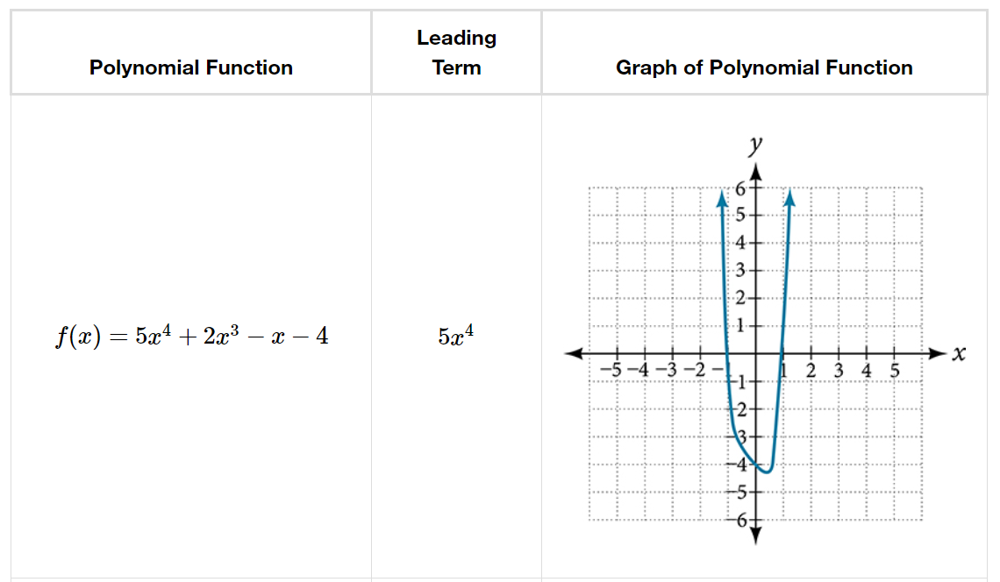 Polynomial Function
Leading
Term
Graph of Polynomial Function
f(x) = 5x⁴ + 2x³ − x − 4
5x⁴
y
6
5
4
3
2
1
−5 −4 −3 −2 − 1 2 3 4 5 x
−1
−2
−3
−4
−5
−6